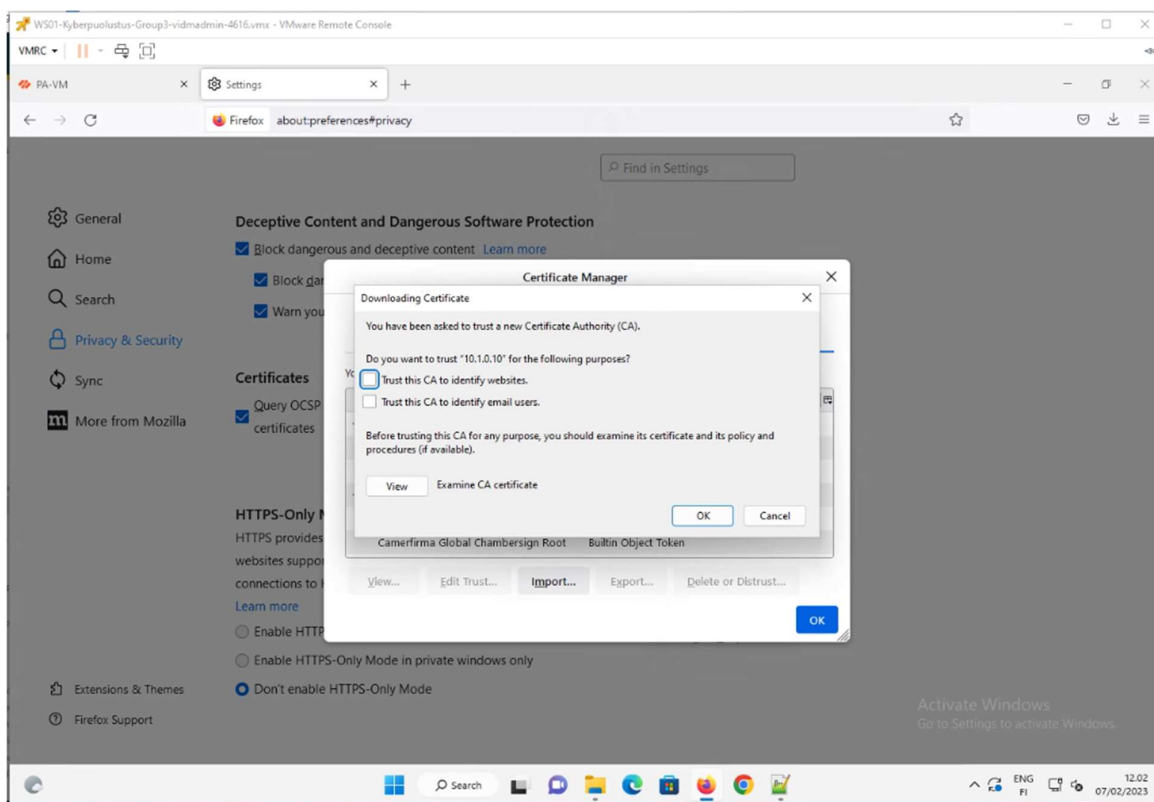 WS01-Kyberpuolustus-Group3-vidmadmin-4616.vmx - VMware Remote Console
VMRC
PA-VM
Settings
Firefox about:preferences#privacy
Find in Settings
General
Home
Search
Privacy & Security
Sync
More from Mozilla
Extensions & Themes
Firefox Support
Deceptive Content and Dangerous Software Protection
Block dangerous and deceptive content Learn more
Block dan
Warn you
Certificates
Query OCSP
certificates
HTTPS-Only
HTTPS provides
websites suppo
connections to
Learn more
Enable HTTP
Enable HTTPS-Only Mode in private windows only
Don't enable HTTPS-Only Mode
Certificate Manager
Downloading Certificate
You have been asked to trust a new Certificate Authority (CA).
Do you want to trust "10.1.0.10" for the following purposes?
Trust this CA to identify websites.
Trust this CA to identify email users.
Before trusting this CA for any purpose, you should examine its certificate and its policy and
procedures (if available).
View Examine CA certificate
OK Cancel
Camerfirma Global Chambersign Root Builtin Object Token
View... Edit Trust... Import... Export... Delete or Distrust...
OK
Activate Windows
Go to Settings to activate Windows.
Search
ENG
FI
12.02
07/02/2023